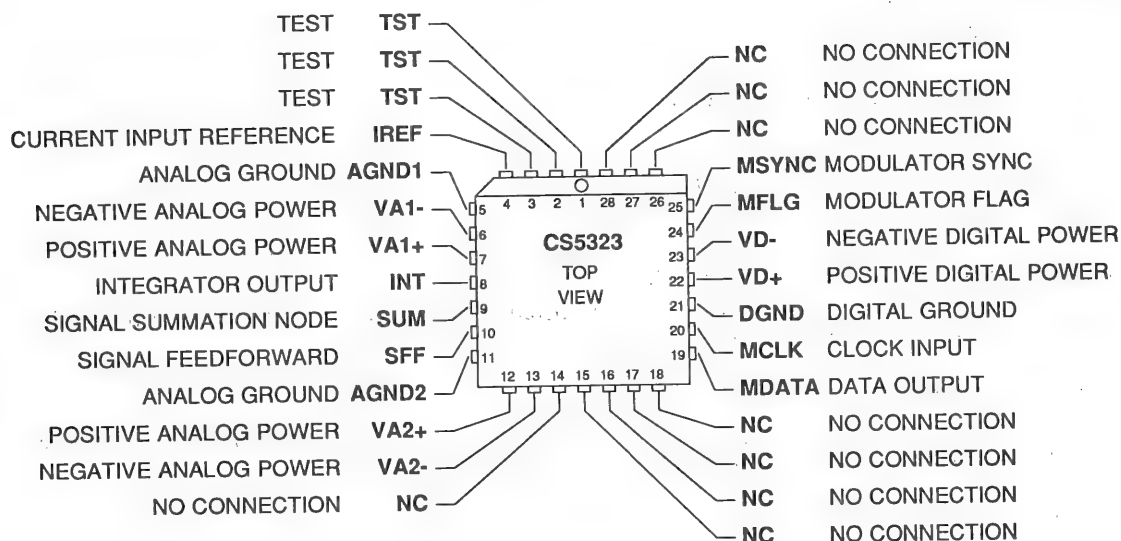 TEST TST
TEST TST
TEST TST
CURRENT INPUT REFERENCE IREF
ANALOG GROUND AGND1
NEGATIVE ANALOG POWER VA1-
POSITIVE ANALOG POWER VA1+
INTEGRATOR OUTPUT INT
SIGNAL SUMMATION NODE SUM
SIGNAL FEEDFORWARD SFF
ANALOG GROUND AGND2
POSITIVE ANALOG POWER VA2+
NEGATIVE ANALOG POWER VA2-
NO CONNECTION NC
4 3 2 1 28 27 26
5
6
7
8
9
10
11
CS5323
TOP
VIEW
25
24
23
22
21
20
19
12 13 14 15 16 17 18
NC NO CONNECTION
NC NO CONNECTION
NC NO CONNECTION
MSYNC MODULATOR SYNC
MFLG MODULATOR FLAG
VD- NEGATIVE DIGITAL POWER
VD+ POSITIVE DIGITAL POWER
DGND DIGITAL GROUND
MCLK CLOCK INPUT
MDATA DATA OUTPUT
NC NO CONNECTION
NC NO CONNECTION
NC NO CONNECTION
NC NO CONNECTION